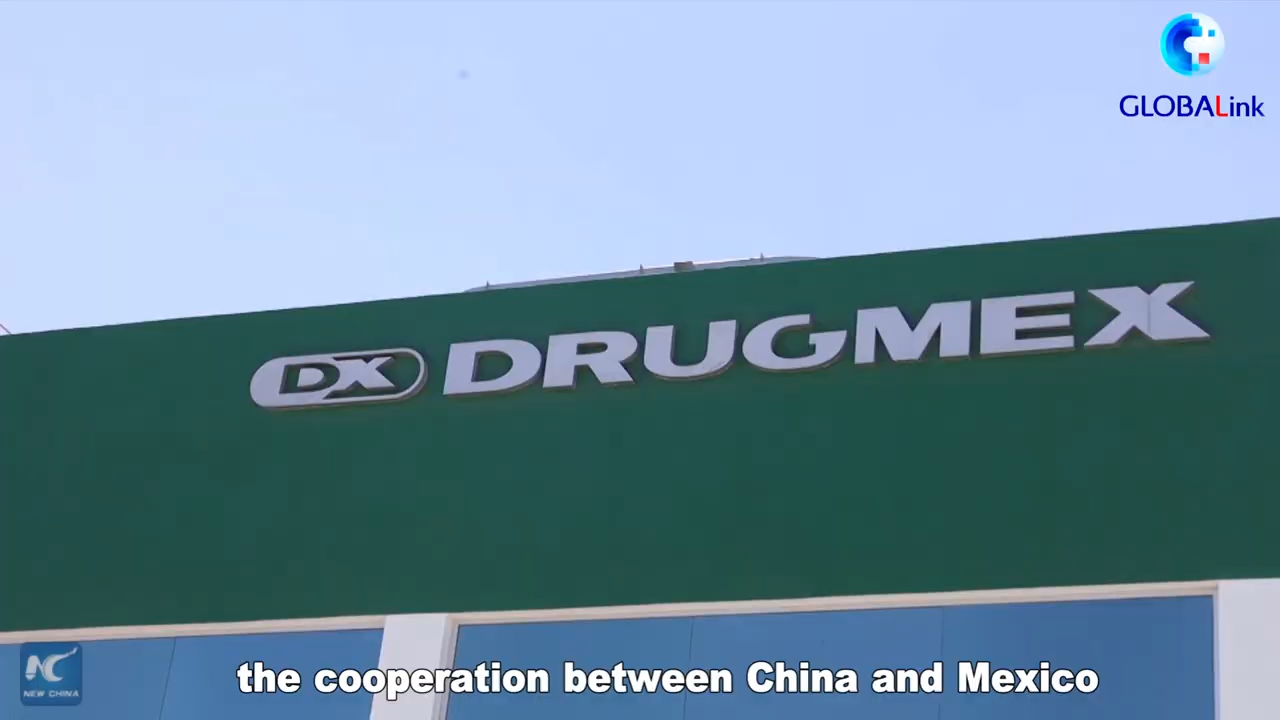 GLOBALink
DX DRUGMEX
NEW CHINA
the cooperation between China and Mexico